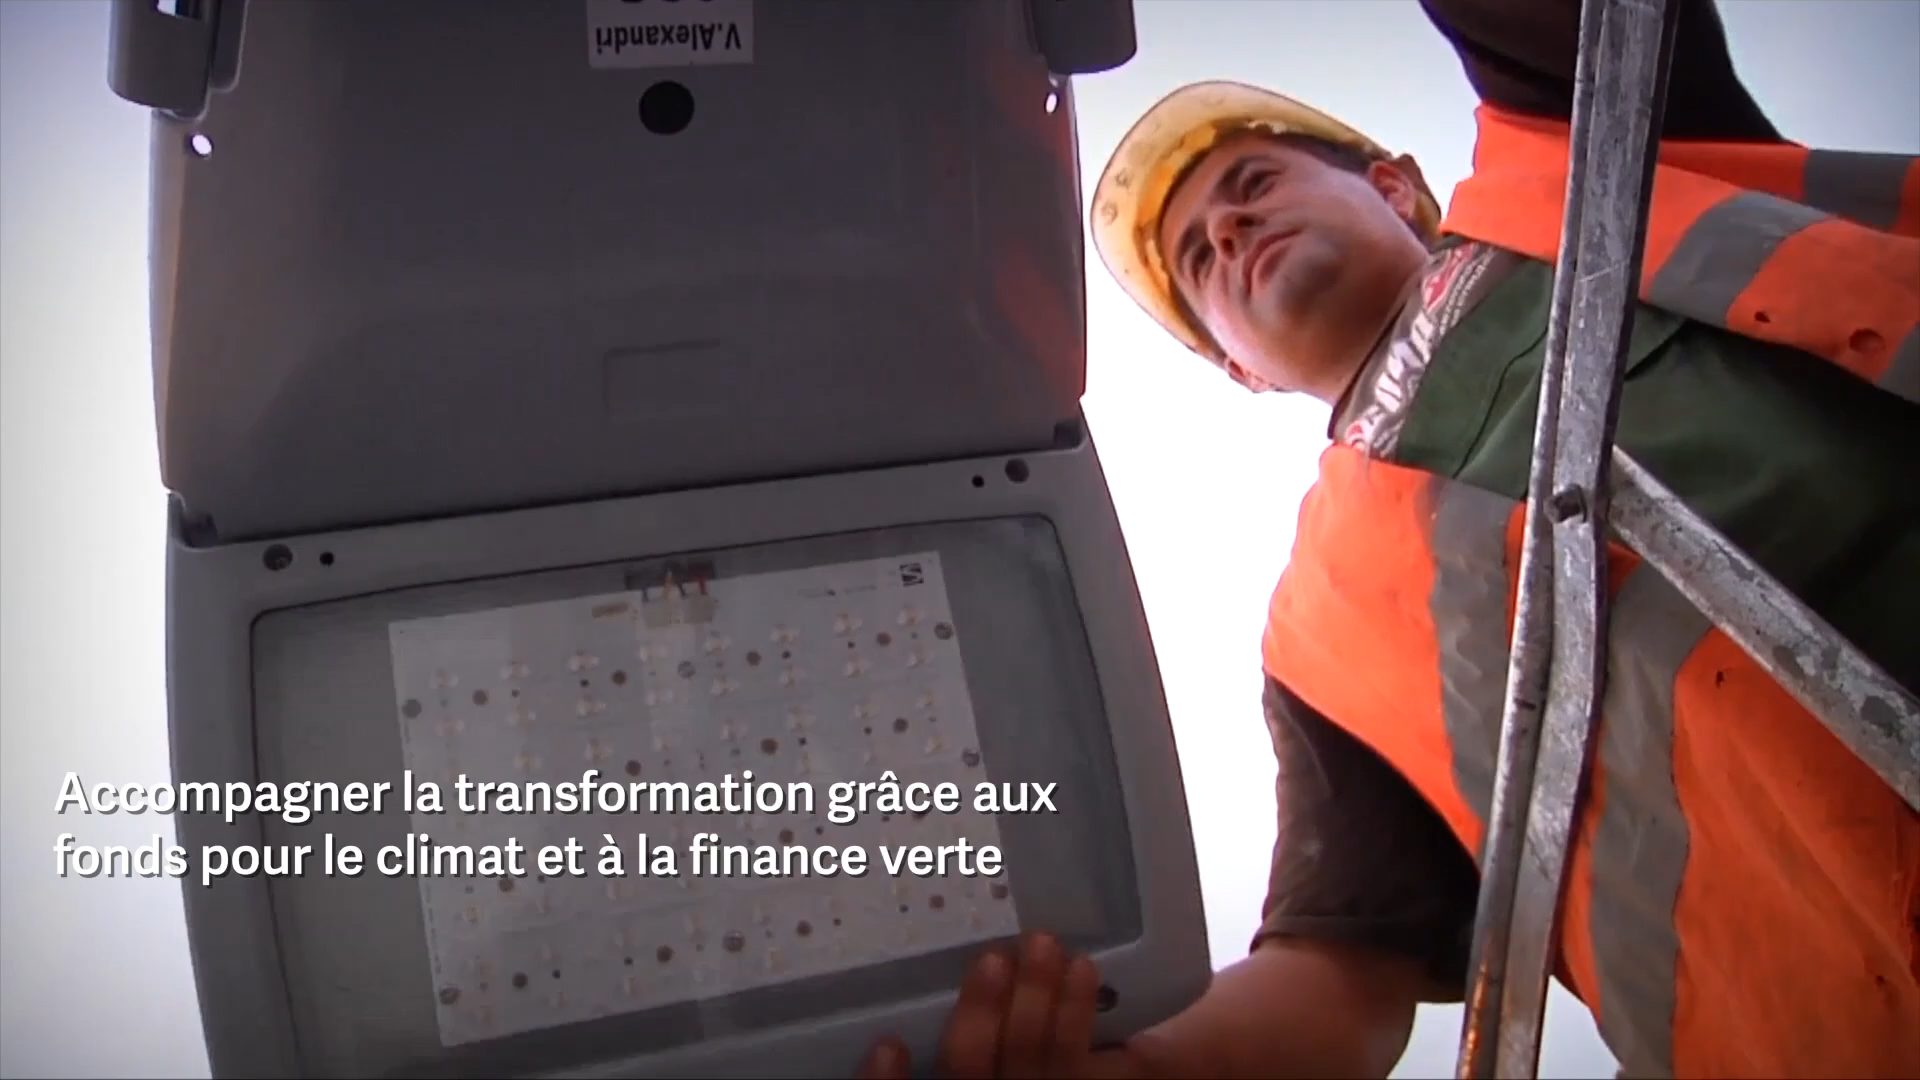 V.Alexandri
Accompagner la transformation grâce aux
fonds pour le climat et à la finance verte